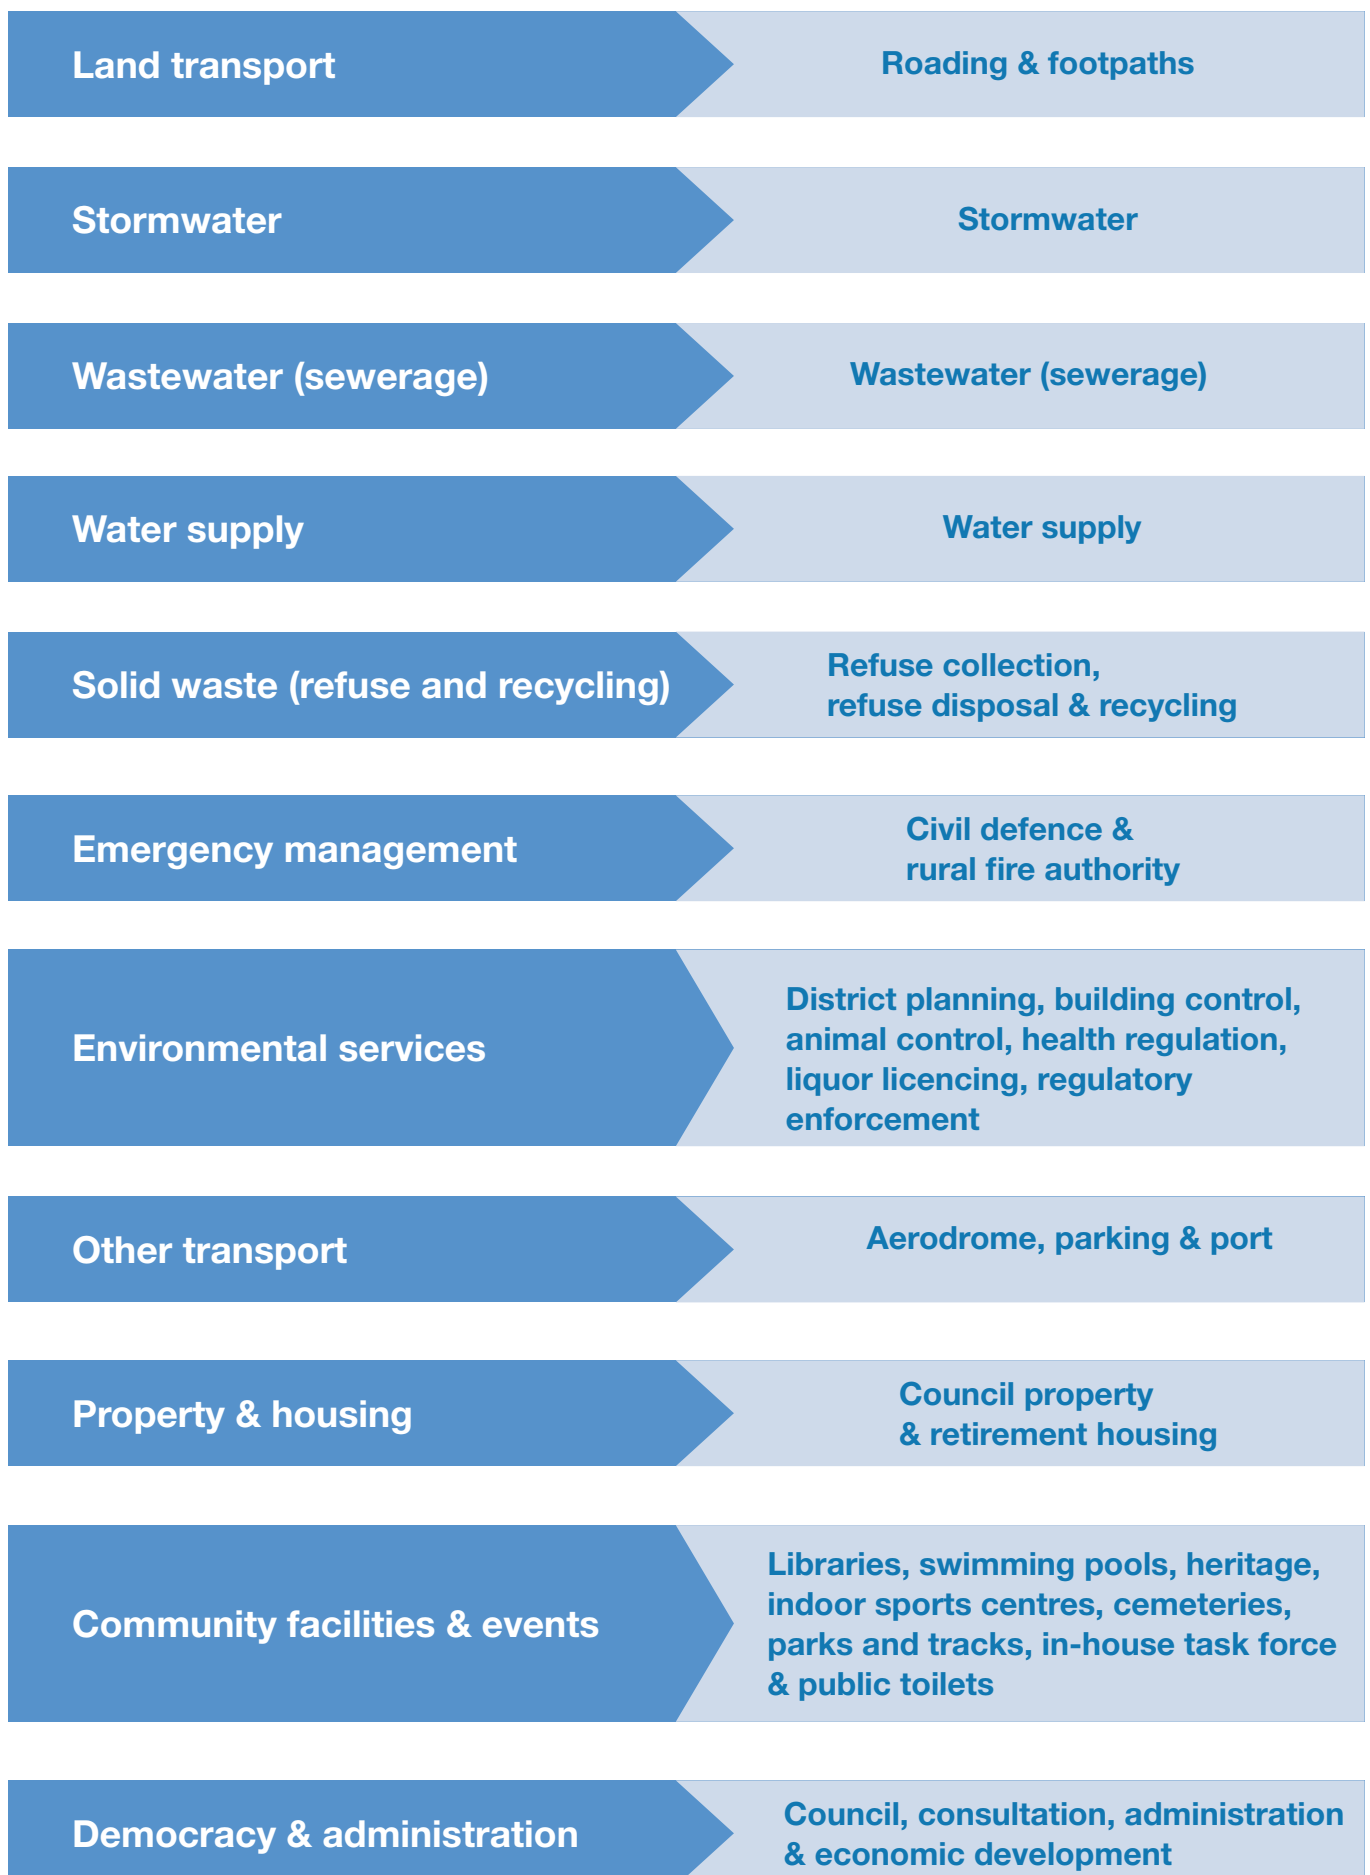 Land transport
Roading & footpaths
Stormwater
Stormwater
Wastewater (sewerage)
Wastewater (sewerage)
Water supply
Water supply
Solid waste (refuse and recycling)
Refuse collection,
refuse disposal & recycling
Emergency management
Civil defence &
rural fire authority
Environmental services
District planning, building control,
animal control, health regulation,
liquor licencing, regulatory
enforcement
Other transport
Aerodrome, parking & port
Property & housing
Council property
& retirement housing
Community facilities & events
Libraries, swimming pools, heritage,
indoor sports centres, cemeteries,
parks and tracks, in-house task force
& public toilets
Democracy & administration
Council, consultation, administration
& economic development